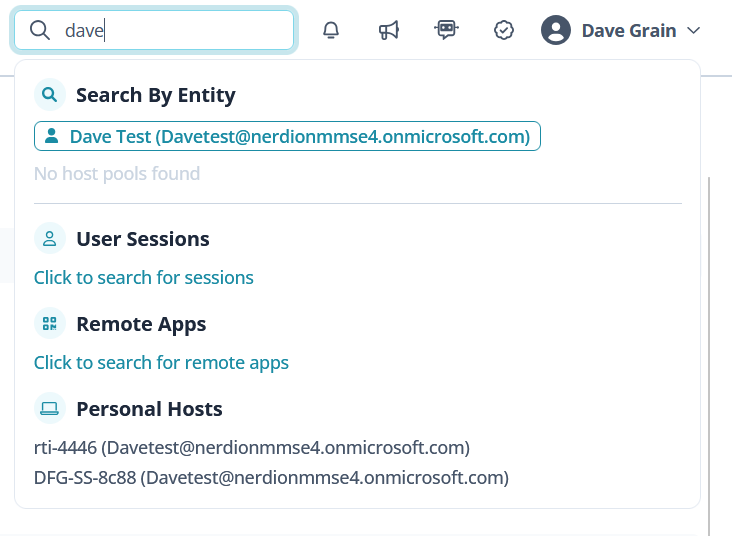 dave
Dave Grain
Search By Entity
Dave Test (Davetest@nerdionmmse4.onmicrosoft.com)
No host pools found
User Sessions
Click to search for sessions
Remote Apps
Click to search for remote apps
Personal Hosts
rti-4446 (Davetest@nerdionmmse4.onmicrosoft.com)
DFG-SS-8c88 (Davetest@nerdionmmse4.onmicrosoft.com)